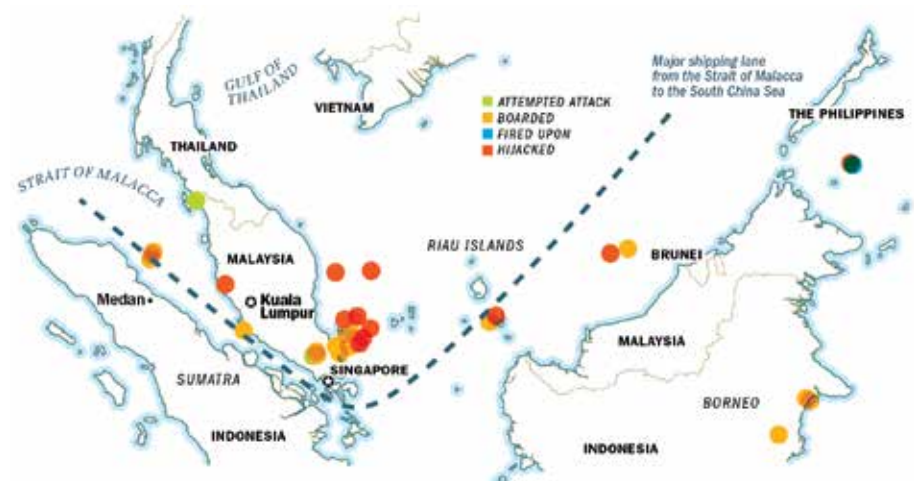 GULF OF
THAILAND
VIETNAM
ATTEMPTED ATTACK
BOARDED
FIRED UPON
HIJACKED
Major shipping lane
from the Strait of Malacca
to the South China Sea
THE PHILIPPINES
THAILAND
STRAIT OF MALACCA
MALAYSIA
RIAU ISLANDS
BRUNEI
Medan
Kuala
Lumpur
MALAYSIA
SINGAPORE
SUMATRA
BORNEO
INDONESIA
INDONESIA